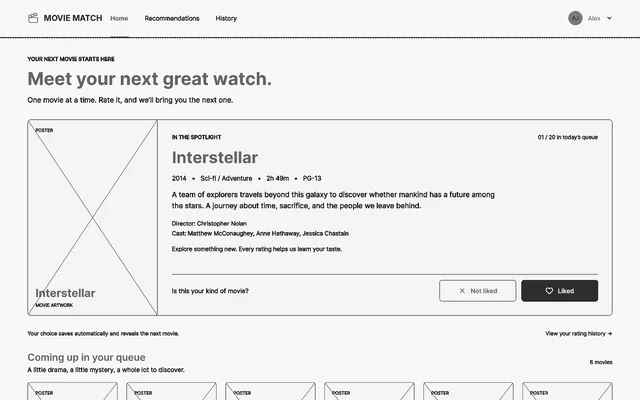 MOVIE MATCH
Home
Recommendations
History
AJ
Alex
YOUR NEXT MOVIE STARTS HERE
Meet your next great watch.
One movie at a time. Rate it, and we'll bring you the next one.
POSTER
Interstellar
MOVIE ARTWORK
IN THE SPOTLIGHT
01 / 20 in today's queue
Interstellar
2014 • Sci-fi / Adventure • 2h 49m • PG-13
A team of explorers travels beyond this galaxy to discover whether mankind has a future among
the stars. A journey about time, sacrifice, and the people we leave behind.
Director: Christopher Nolan
Cast: Matthew McConaughey, Anne Hathaway, Jessica Chastain
Explore something new. Every rating helps us learn your taste.
Is this your kind of movie?
Not liked
Liked
Your choice saves automatically and reveals the next movie.
View your rating history →
Coming up in your queue
A little drama, a little mystery, a whole lot to discover.
6 movies
POSTER
POSTER
POSTER
POSTER
POSTER
POSTER